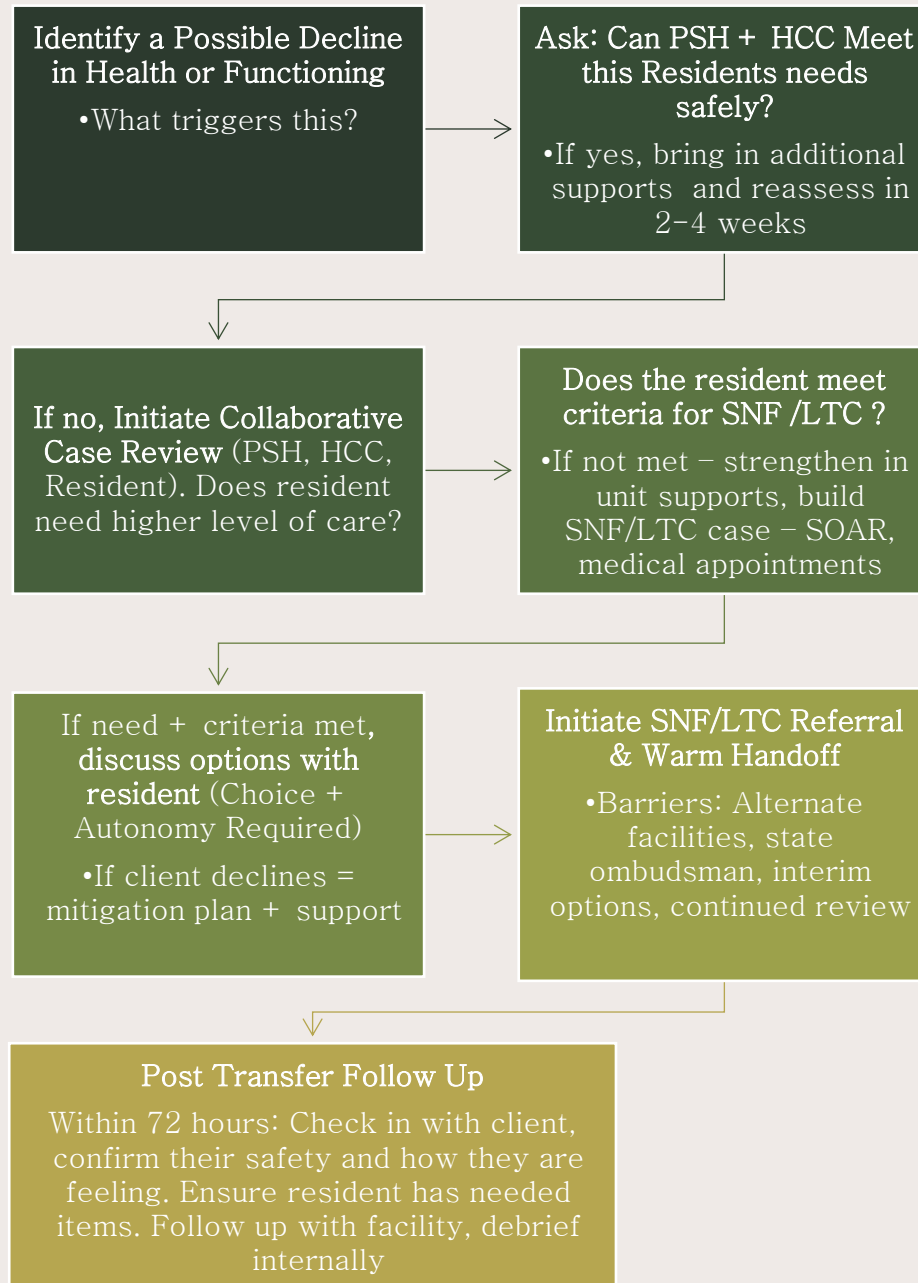 Identify a Possible Decline
in Health or Functioning
•What triggers this?
Ask: Can PSH + HCC Meet
this Residents needs
safely?
•If yes, bring in additional
supports and reassess in
2-4 weeks
If no, Initiate Collaborative
Case Review (PSH, HCC,
Resident). Does resident
need higher level of care?
Does the resident meet
criteria for SNF /LTC ?
•If not met – strengthen in
unit supports, build
SNF/LTC case – SOAR,
medical appointments
If need + criteria met,
discuss options with
resident (Choice +
Autonomy Required)
•If client declines =
mitigation plan + support
Initiate SNF/LTC Referral
& Warm Handoff
•Barriers: Alternate
facilities, state
ombudsman, interim
options, continued review
Post Transfer Follow Up
Within 72 hours: Check in with client,
confirm their safety and how they are
feeling. Ensure resident has needed
items. Follow up with facility, debrief
internally